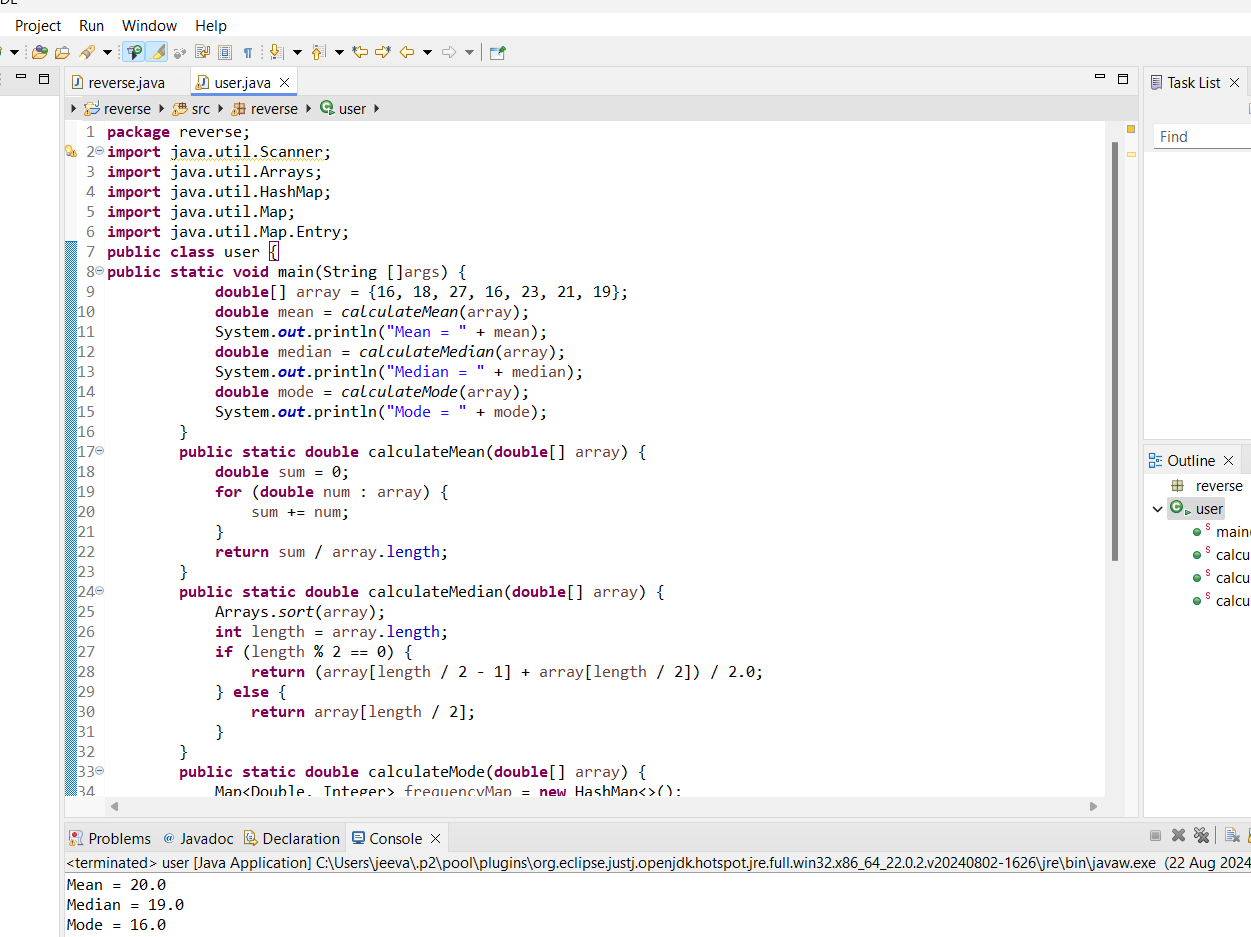 Project Run Window Help
reverse.java user.java
Task List
reverse src reverse user
Find
1 package reverse;
2 import java.util.Scanner;
3 import java.util.Arrays;
4 import java.util.HashMap;
5 import java.util.Map;
6 import java.util.Map.Entry;
7 public class user {
8 public static void main(String []args) {
9 double[] array = {16, 18, 27, 16, 23, 21, 19};
10 double mean = calculateMean(array);
11 System.out.println("Mean = " + mean);
12 double median = calculateMedian(array);
13 System.out.println("Median = " + median);
14 double mode = calculateMode(array);
15 System.out.println("Mode = " + mode);
16 }
17 public static double calculateMean(double[] array) {
18 double sum = 0;
19 for (double num : array) {
20 sum += num;
21 }
22 return sum / array.length;
23 }
24 public static double calculateMedian(double[] array) {
25 Arrays.sort(array);
26 int length = array.length;
27 if (length % 2 == 0) {
28 return (array[length / 2 - 1] + array[length / 2]) / 2.0;
29 } else {
30 return array[length / 2];
31 }
32 }
33 public static double calculateMode(double[] array) {
34 Map<Double, Integer> frequencyMap = new HashMap<>();
Outline
reverse
user
main(
calcu
calcu
calcu
Problems @ Javadoc Declaration Console
<terminated> user [Java Application] C:\Users\jeeva\.p2\pool\plugins\org.eclipse.justj.openjdk.hotspot.jre.full.win32.x86_64_22.0.2.v20240802-1626\jre\bin\javaw.exe (22 Aug 2024
Mean = 20.0
Median = 19.0
Mode = 16.0